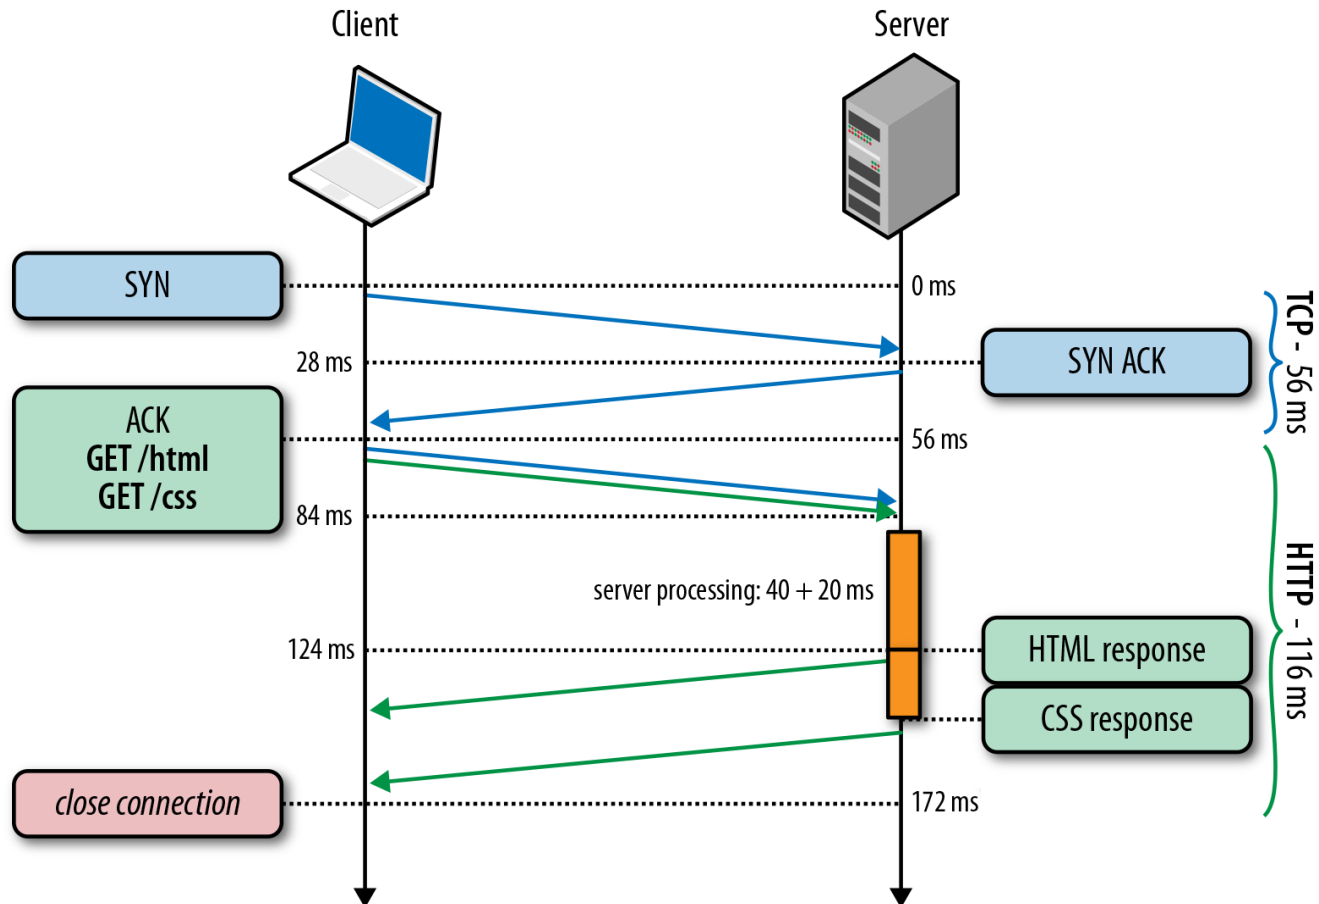 Client
Server
SYN
0 ms
28 ms
SYN ACK
TCP - 56 ms
ACK
GET /html
GET /css
56 ms
84 ms
server processing: 40 + 20 ms
HTTP - 116 ms
124 ms
HTML response
CSS response
close connection
172 ms